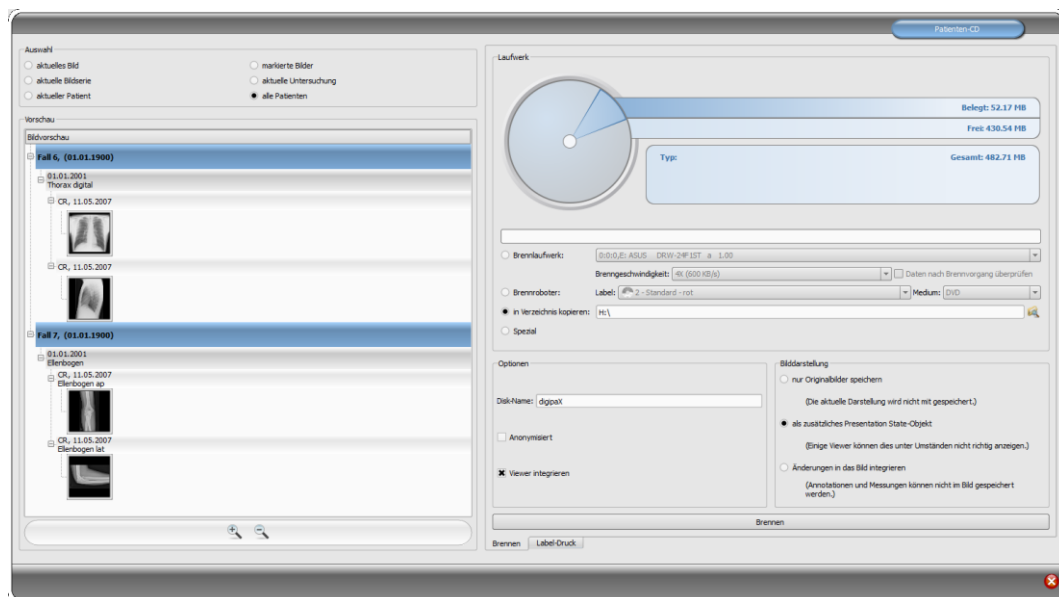 Patienten-CD
Auswahl
aktuelles Bild
markierte Bilder
aktuelle Bildserie
aktuelle Untersuchung
aktueller Patient
alle Patienten
Vorschau
Bildvorschau
Fall 6, (01.01.1900)
01.01.2001
Thorax digital
CR, 11.05.2007
CR, 11.05.2007
Fall 7, (01.01.1900)
01.01.2001
Ellenbogen
CR, 11.05.2007
Ellenbogen ap
CR, 11.05.2007
Ellenbogen lat
Laufwerk
Belegt: 52.17 MB
Frei: 430.54 MB
Typ:
Gesamt: 482.71 MB
Brennlaufwerk: 0:0:0,E: ASUS DRW-24F1ST a 1.00
Brenngeschwindigkeit: 4X (600 KB/s) Daten nach Brennvorgang überprüfen
Brennroboter: Label: 2 - Standard - rot Medium: DVD
in Verzeichnis kopieren: H:\
Spezial
Optionen
Disk-Name: digipaX
Anonymisiert
Viewer integrieren
Bilddarstellung
nur Originalbilder speichern
(Die aktuelle Darstellung wird nicht mit gespeichert.)
als zusätzliches Presentation State-Objekt
(Einige Viewer können dies unter Umständen nicht richtig anzeigen.)
Änderungen in das Bild integrieren
(Annotationen und Messungen können nicht im Bild gespeichert
werden.)
Brennen
Brennen Label-Druck